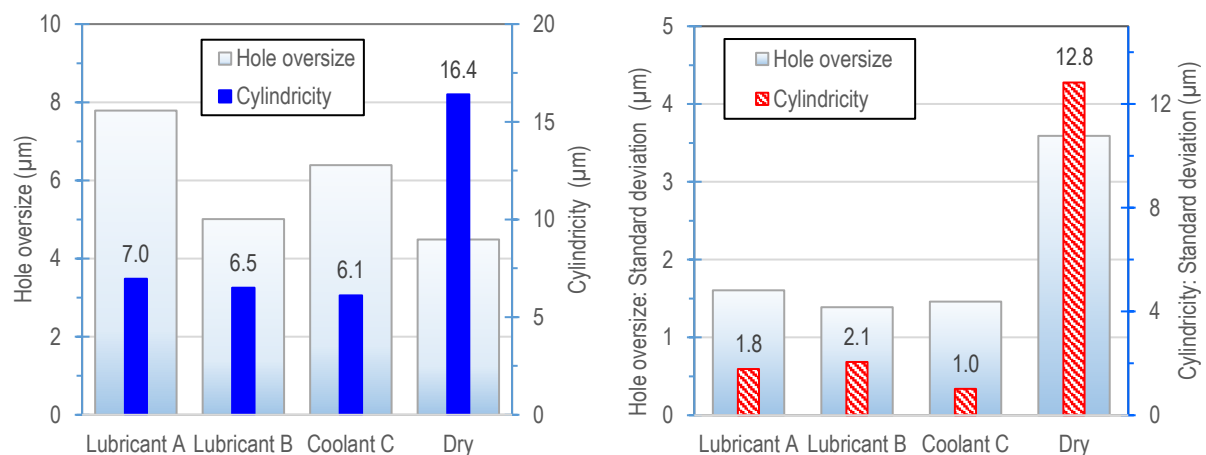 10
8
6
4
2
0
Hole oversize (µm)
Hole oversize
Cylindricity
7.0
6.5
6.1
16.4
20
15
10
5
0
Cylindricity (µm)
Lubricant A
Lubricant B
Coolant C
Dry
5
4
3
2
1
0
Hole oversize: Standard deviation (µm)
Hole oversize
Cylindricity
1.8
2.1
1.0
12.8
12
8
4
0
Cylindricity: Standard deviation (µm)
Lubricant A
Lubricant B
Coolant C
Dry